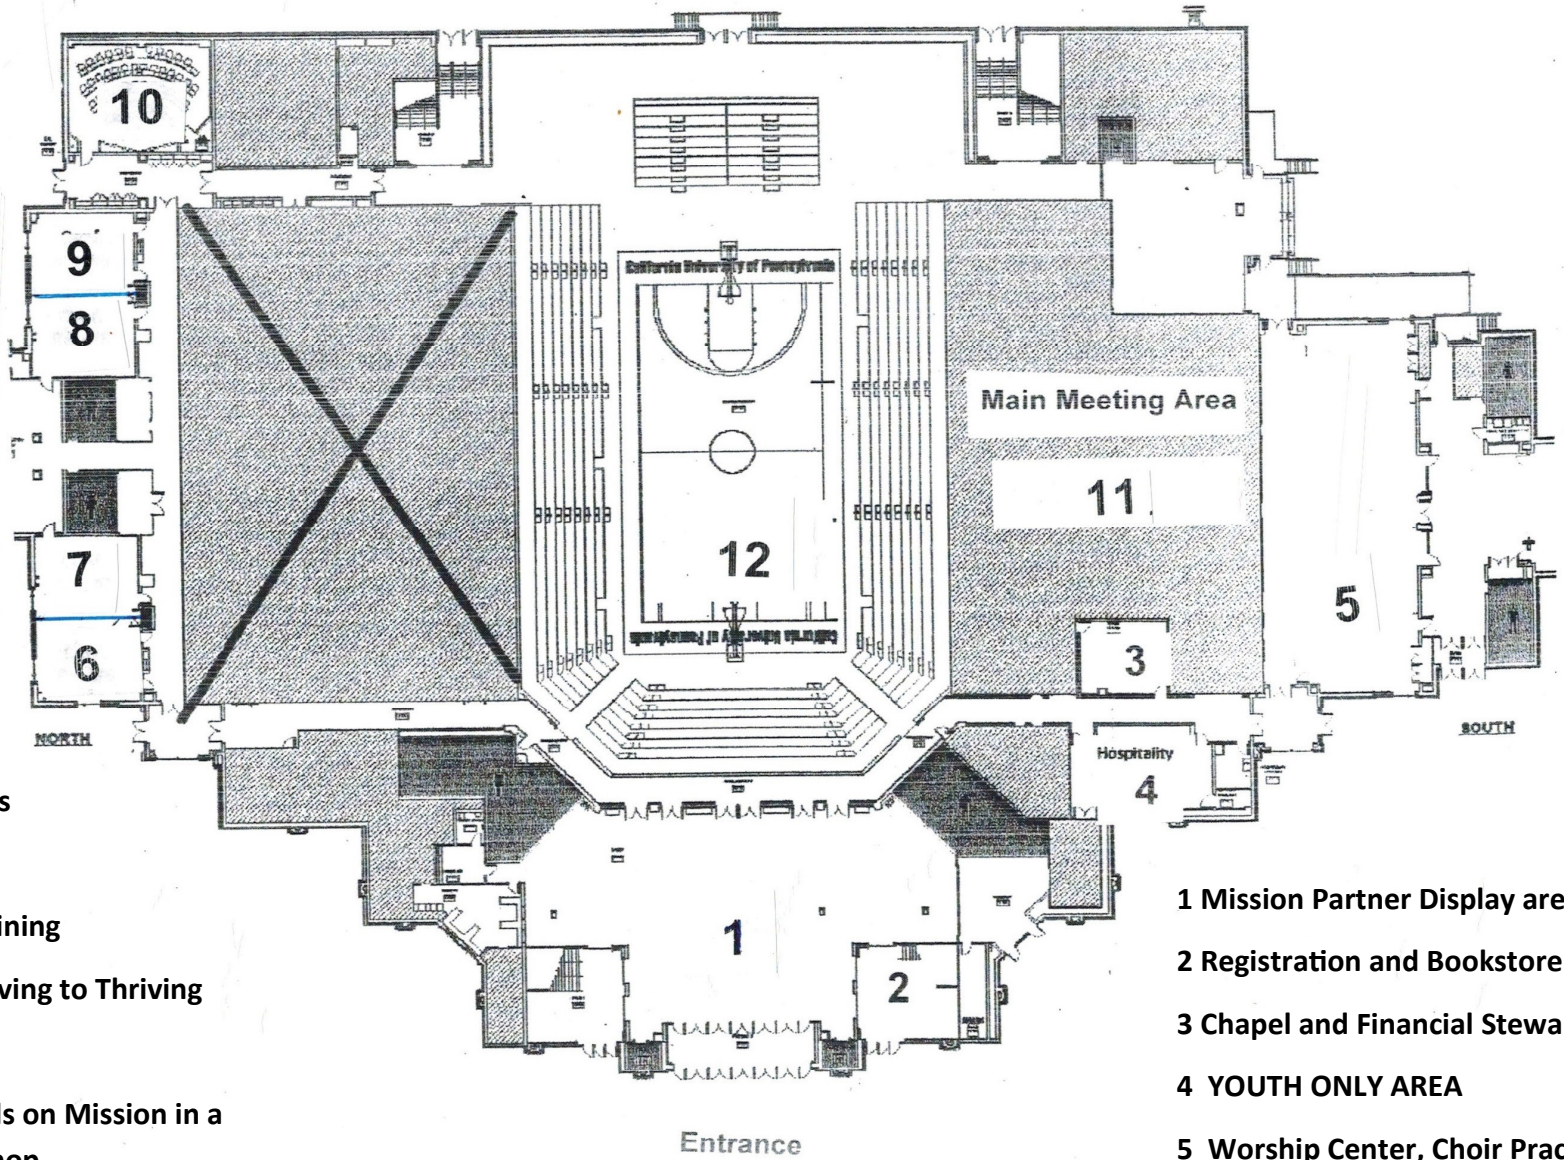 10
9
8
California University of Pennsylvania
Main Meeting Area
11
12
7
5
3
6
California University of Pennsylvania
NORTH
SOUTH
Hospitality
4
1
2
Entrance
s
ining
ving to Thriving
ls on Mission in a
1 Mission Partner Display are
2 Registration and Bookstore
3 Chapel and Financial Stewa
4 YOUTH ONLY AREA
5 Worship Center, Choir Prac